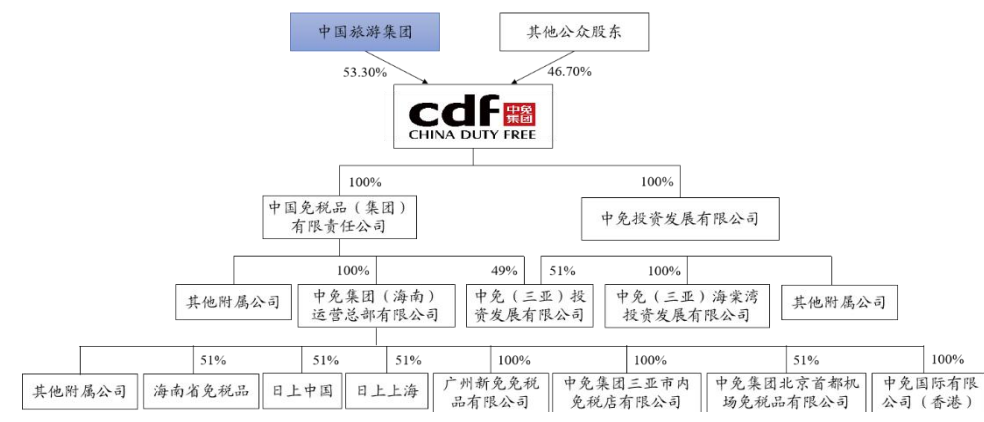 中国旅游集团
其他公众股东
53.30%
46.70%
cdf 中免
集团
CHINA DUTY FREE
100%
100%
中国免税品（集团）
有限责任公司
中免投资发展有限公司
100%
49%
51%
100%
其他附属公司
中免集团（海南）
运营总部有限公司
中免（三亚）投
资发展有限公司
中免（三亚）海棠湾
投资发展有限公司
其他附属公司
51%
51%
51%
100%
100%
51%
100%
其他附属公司
海南省免税品
日上中国
日上上海
广州新免免税
品有限公司
中免集团三亚市内
免税店有限公司
中免集团北京首都机
场免税品有限公司
中免国际有限
公司（香港）